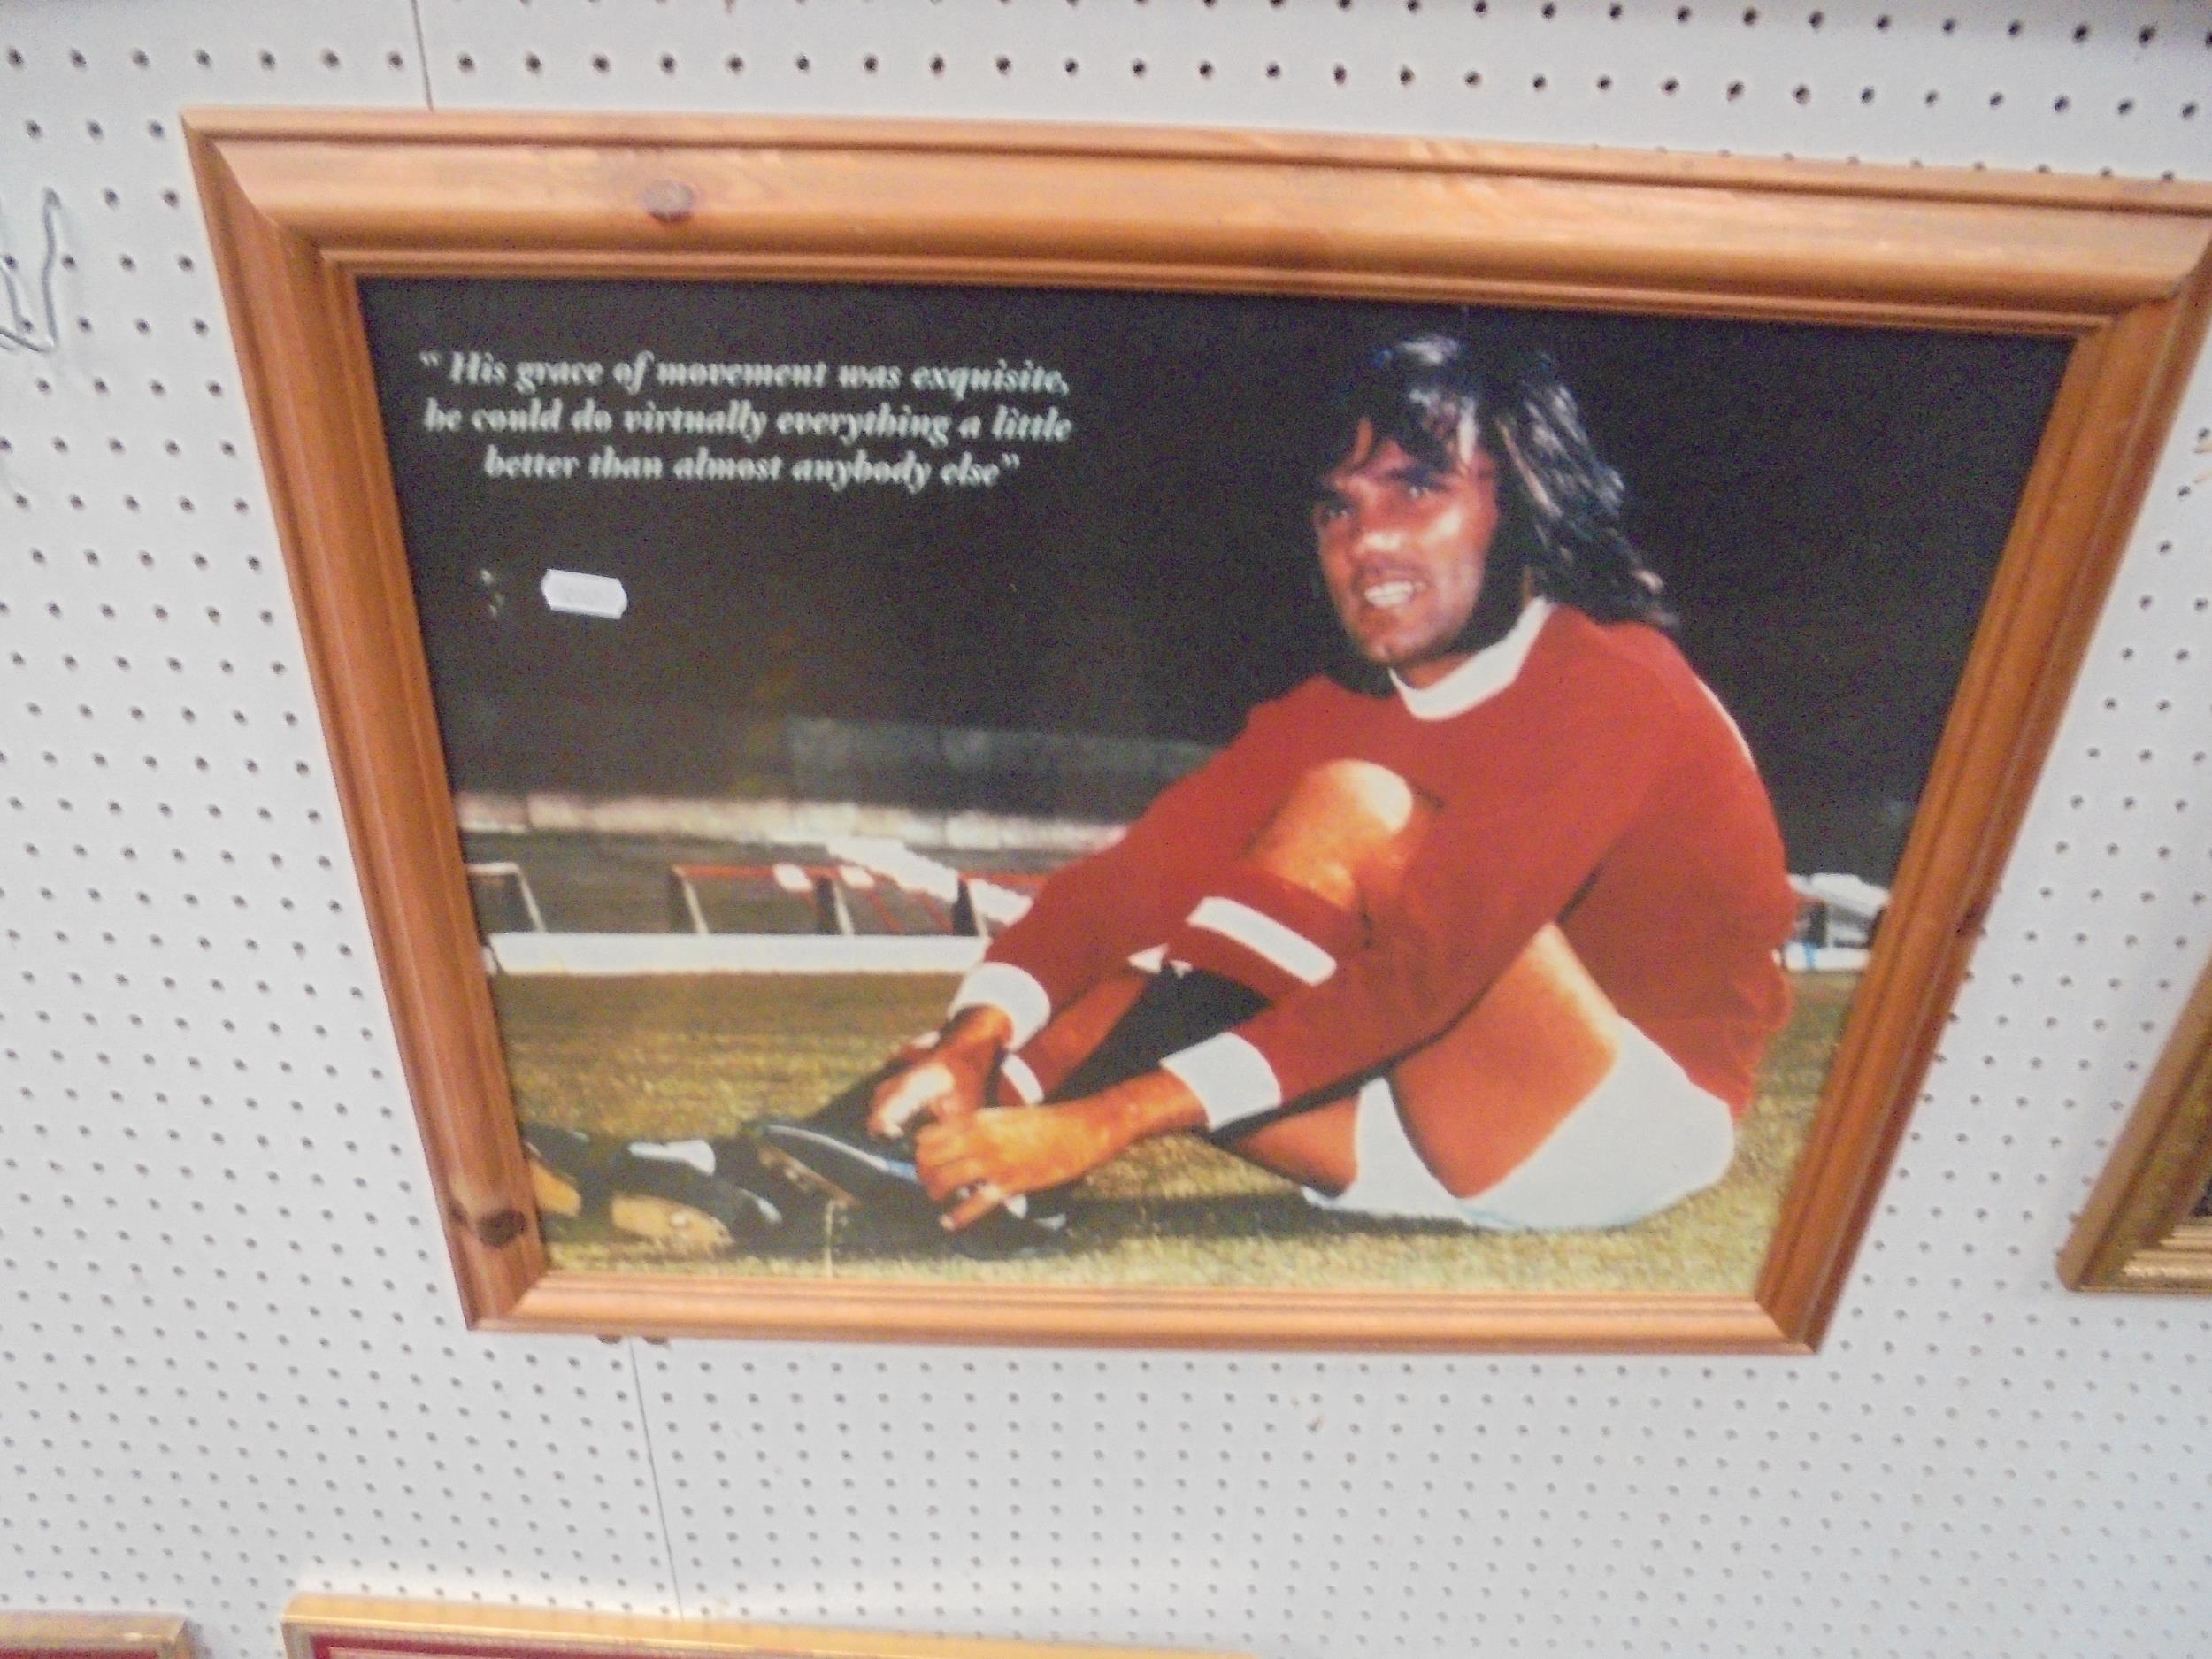 “ His grace of movement was exquisite,
he could do virtually everything a little
better than almost anybody else”